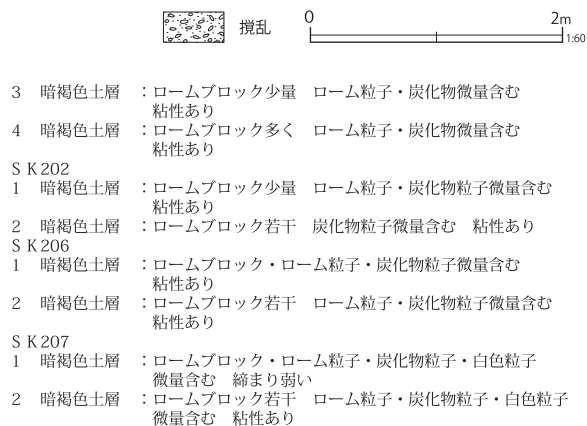 攪乱
0 2m
1:60
3 暗褐色土層 ：ロームブロック少量 ローム粒子・炭化物微量含む
粘性あり
4 暗褐色土層 ：ロームブロック多く ローム粒子・炭化物微量含む
粘性あり
ＳＫ202
1 暗褐色土層 ：ロームブロック少量 ローム粒子・炭化物粒子微量含む
粘性あり
2 暗褐色土層 ：ロームブロック若干 炭化物粒子微量含む 粘性あり
ＳＫ206
1 暗褐色土層 ：ロームブロック・ローム粒子・炭化物粒子微量含む
粘性あり
2 暗褐色土層 ：ロームブロック若干 ローム粒子・炭化物粒子微量含む
粘性あり
ＳＫ207
1 暗褐色土層 ：ロームブロック・ローム粒子・炭化物粒子・白色粒子
微量含む 締まり弱い
2 暗褐色土層 ：ロームブロック若干 ローム粒子・炭化物粒子・白色粒子
微量含む 粘性あり